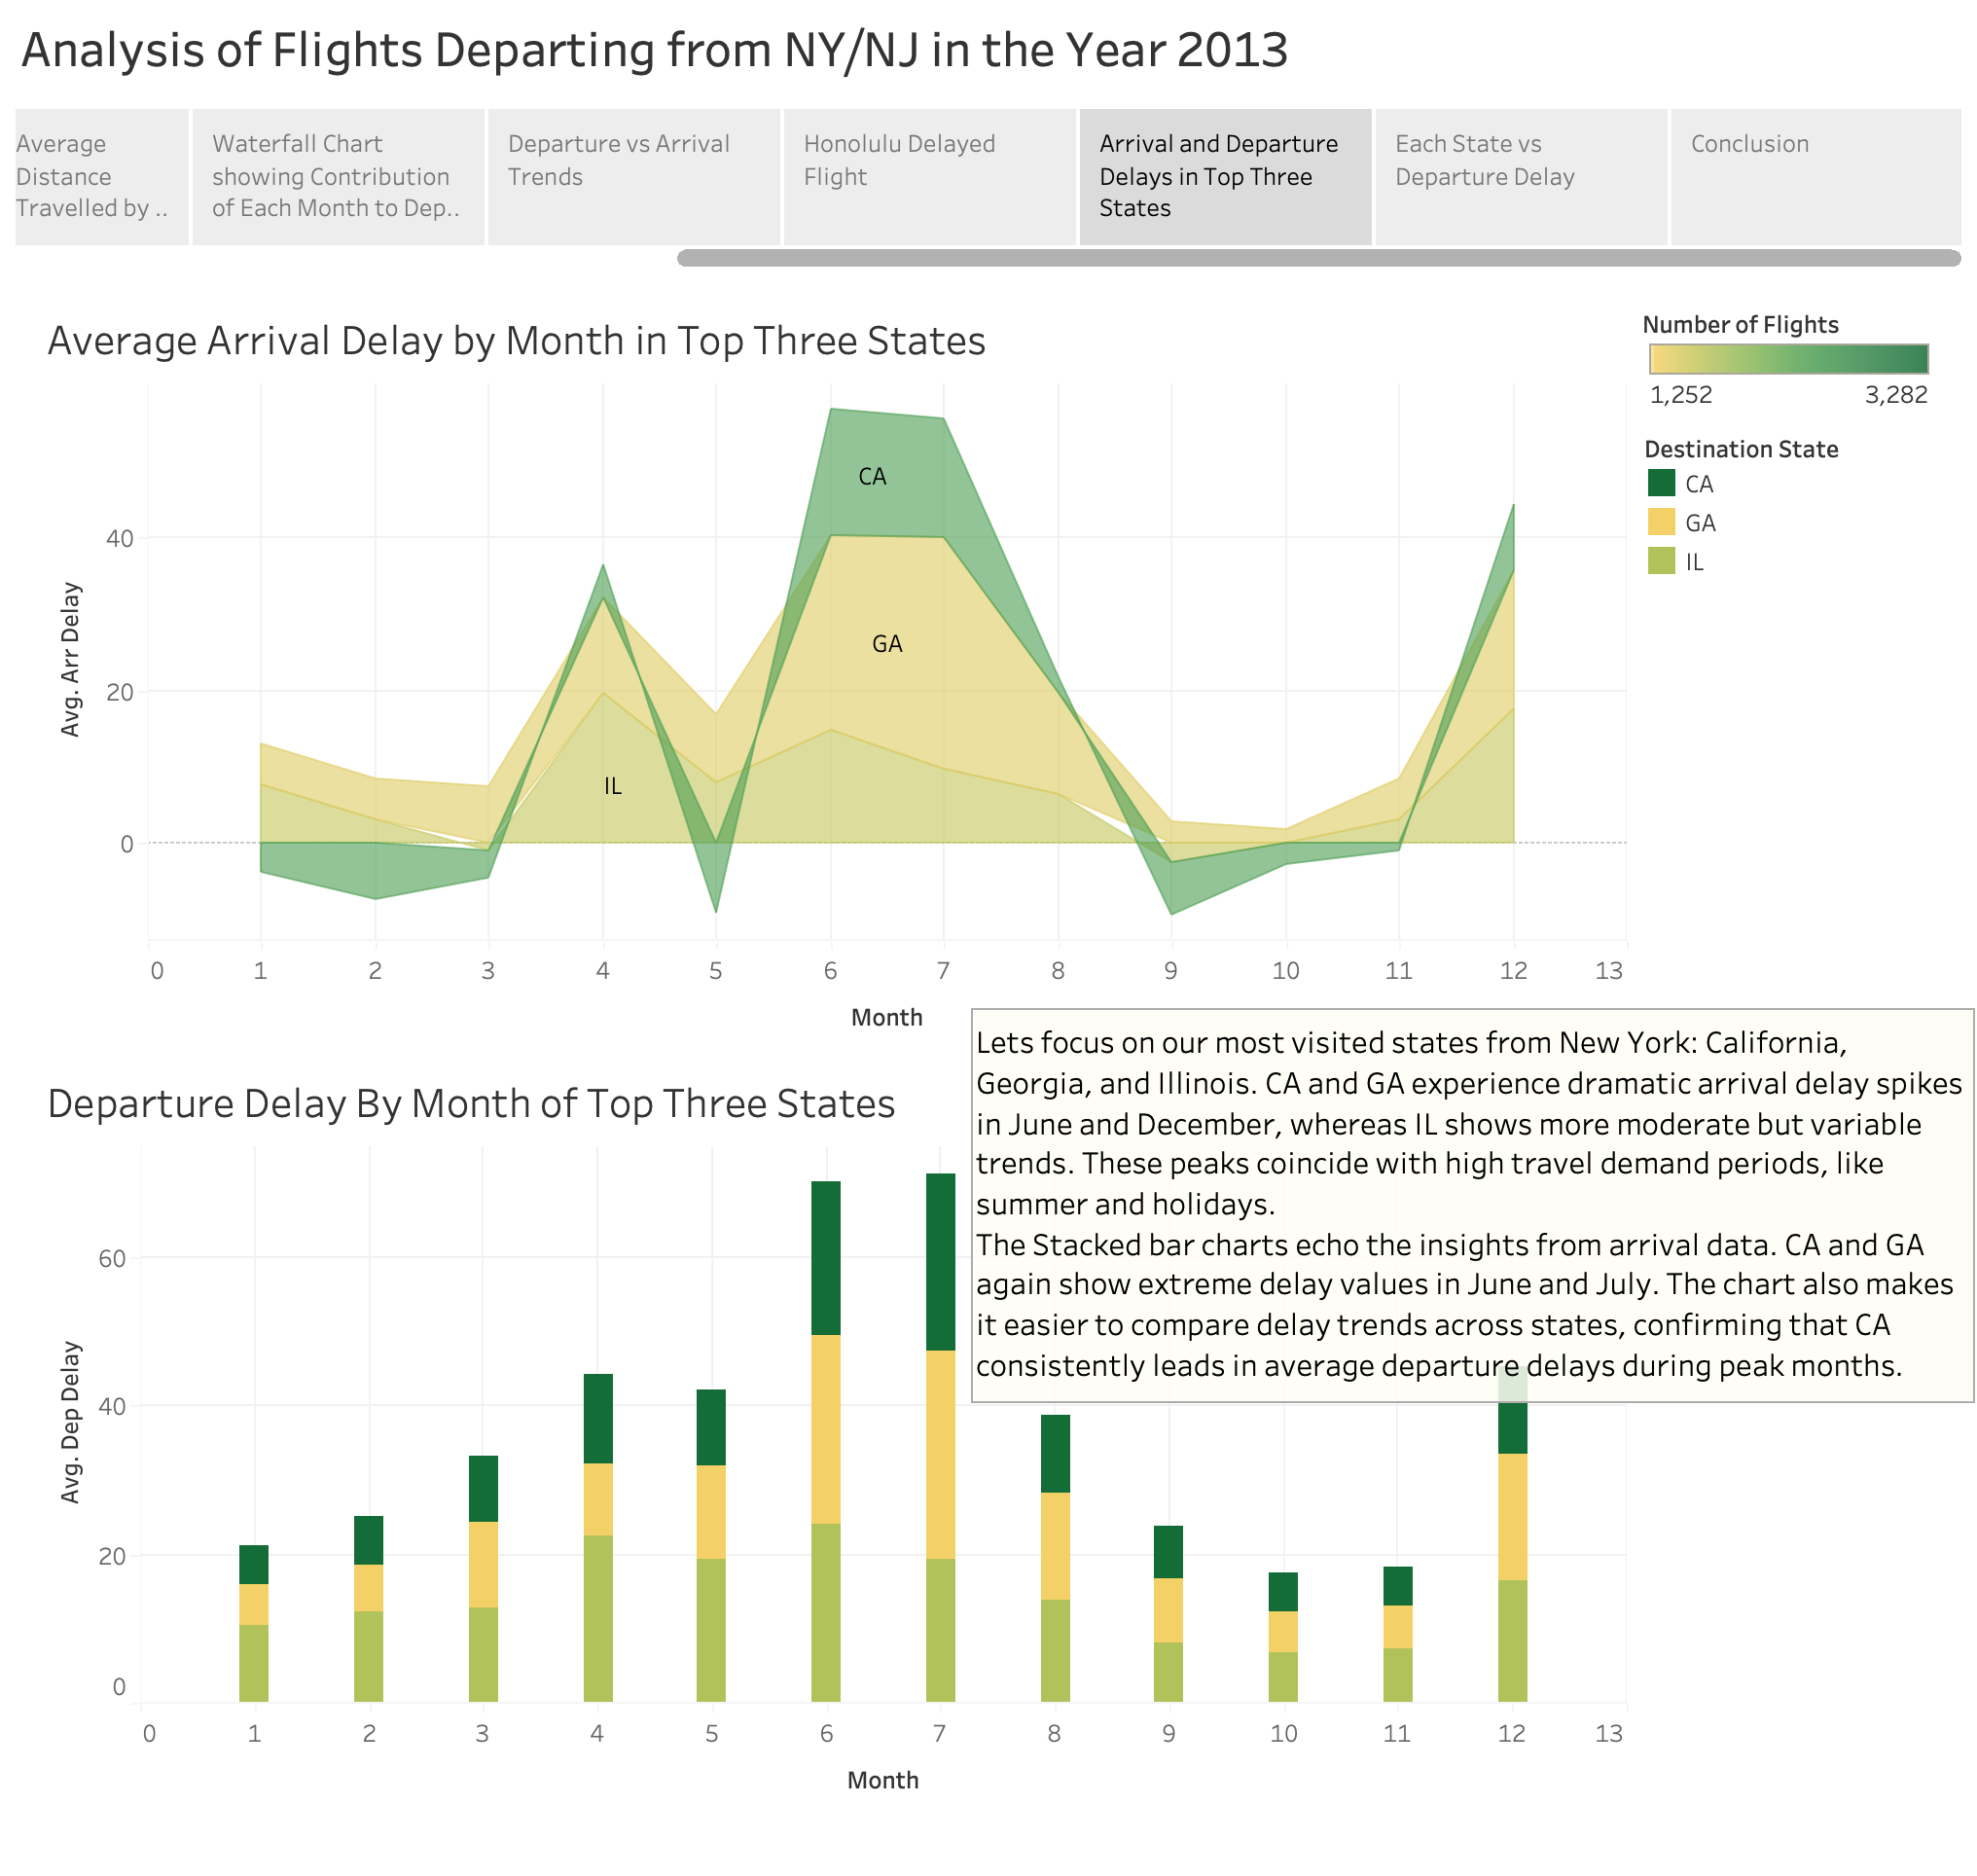 Analysis of Flights Departing from NY/NJ in the Year 2013
Average
Distance
Travelled by ..
Waterfall Chart
showing Contribution
of Each Month to Dep..
Departure vs Arrival
Trends
Honolulu Delayed
Flight
Arrival and Departure
Delays in Top Three
States
Each State vs
Departure Delay
Conclusion
Average Arrival Delay by Month in Top Three States
Number of Flights
1,252 3,282
Destination State
CA
GA
IL
Avg. Arr Delay
40
20
0
CA
GA
IL
0 1 2 3 4 5 6 7 8 9 10 11 12 13
Month
Lets focus on our most visited states from New York: California,
Georgia, and Illinois. CA and GA experience dramatic arrival delay spikes
in June and December, whereas IL shows more moderate but variable
trends. These peaks coincide with high travel demand periods, like
summer and holidays.
The Stacked bar charts echo the insights from arrival data. CA and GA
again show extreme delay values in June and July. The chart also makes
it easier to compare delay trends across states, confirming that CA
consistently leads in average departure delays during peak months.
Departure Delay By Month of Top Three States
Avg. Dep Delay
60
40
20
0
0 1 2 3 4 5 6 7 8 9 10 11 12 13
Month